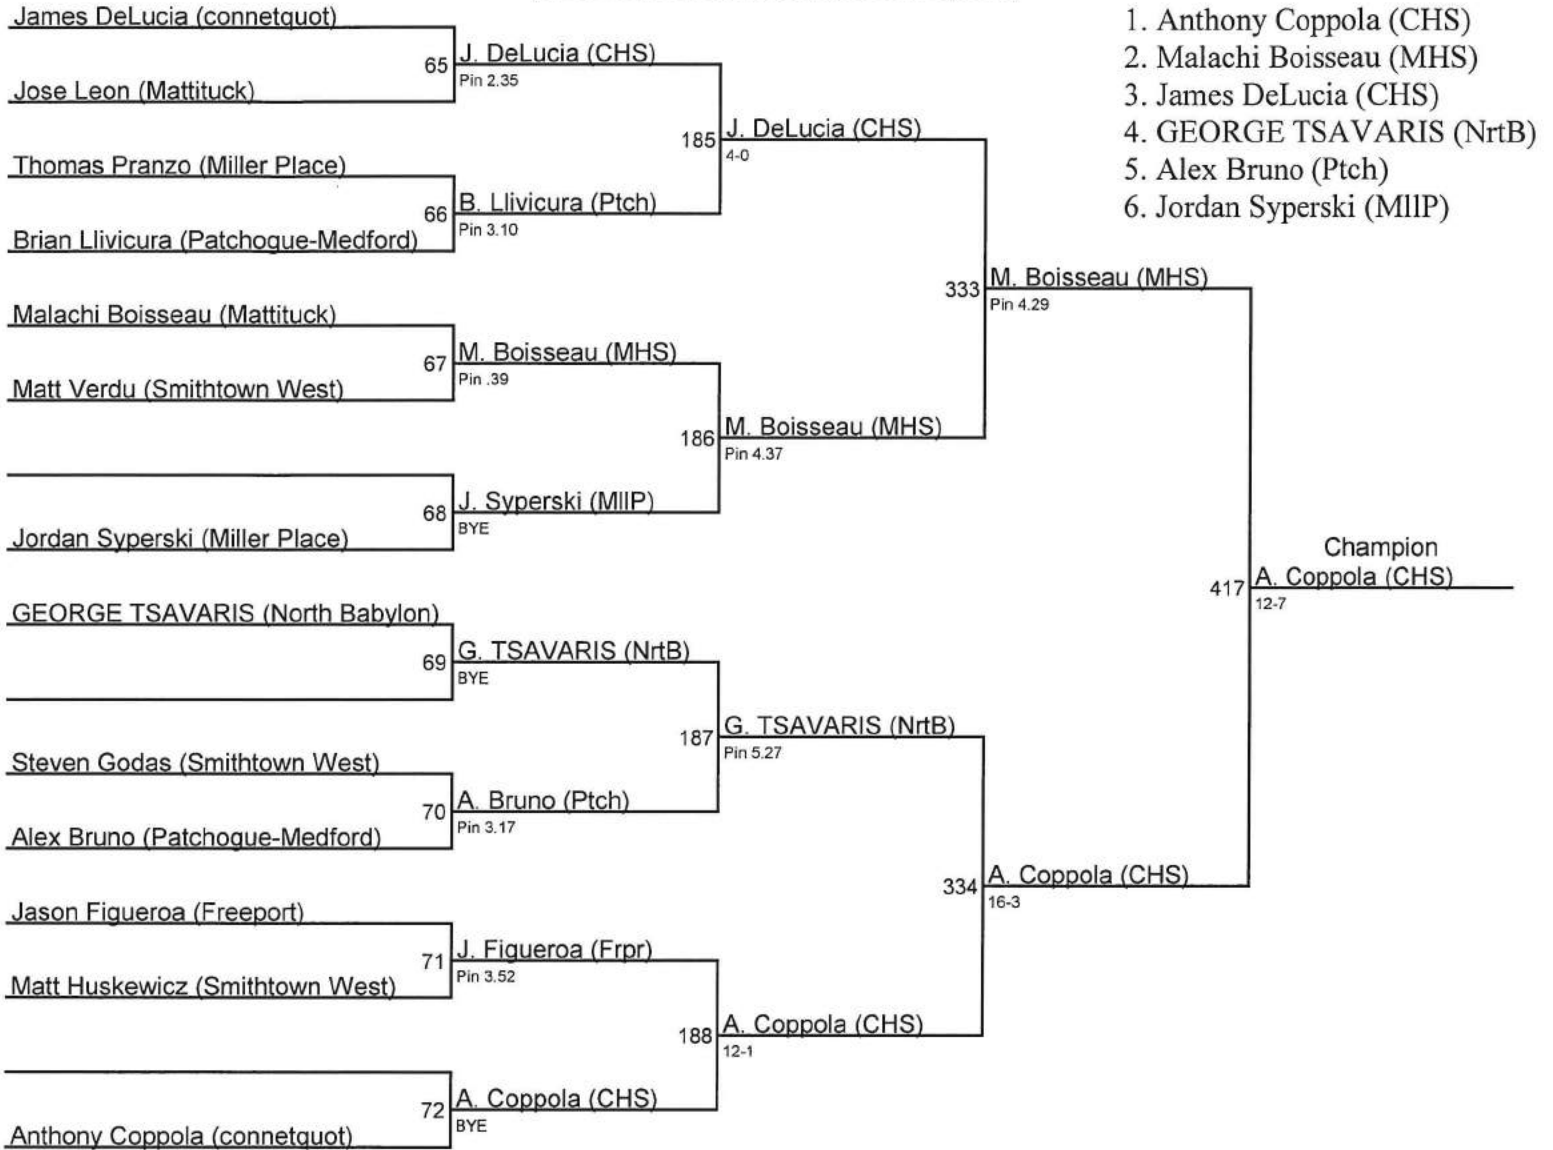 James DeLucia (connetquot)
Jose Leon (Mattituck)
Thomas Pranzo (Miller Place)
Brian Llivicura (Patchogue-Medford)
Malachi Boisseau (Mattituck)
Matt Verdu (Smithtown West)
Jordan Syperski (Miller Place)
GEORGE TSAVARIS (North Babylon)
Steven Godas (Smithtown West)
Alex Bruno (Patchogue-Medford)
Jason Figueroa (Freeport)
Matt Huskewicz (Smithtown West)
Anthony Coppola (connetquot)
65 J. DeLucia (CHS)
Pin 2.35
66 B. Llivicura (Ptch)
Pin 3.10
67 M. Boisseau (MHS)
Pin .39
68 J. Syperski (MllP)
BYE
69 G. TSAVARIS (NrtB)
BYE
70 A. Bruno (Ptch)
Pin 3.17
71 J. Figueroa (Frpr)
Pin 3.52
72 A. Coppola (CHS)
BYE
185 J. DeLucia (CHS)
4-0
186 M. Boisseau (MHS)
Pin 4.37
187 G. TSAVARIS (NrtB)
Pin 5.27
188 A. Coppola (CHS)
12-1
333 M. Boisseau (MHS)
Pin 4.29
334 A. Coppola (CHS)
16-3
Champion
417 A. Coppola (CHS)
12-7
1. Anthony Coppola (CHS)
2. Malachi Boisseau (MHS)
3. James DeLucia (CHS)
4. GEORGE TSAVARIS (NrtB)
5. Alex Bruno (Ptch)
6. Jordan Syperski (MllP)